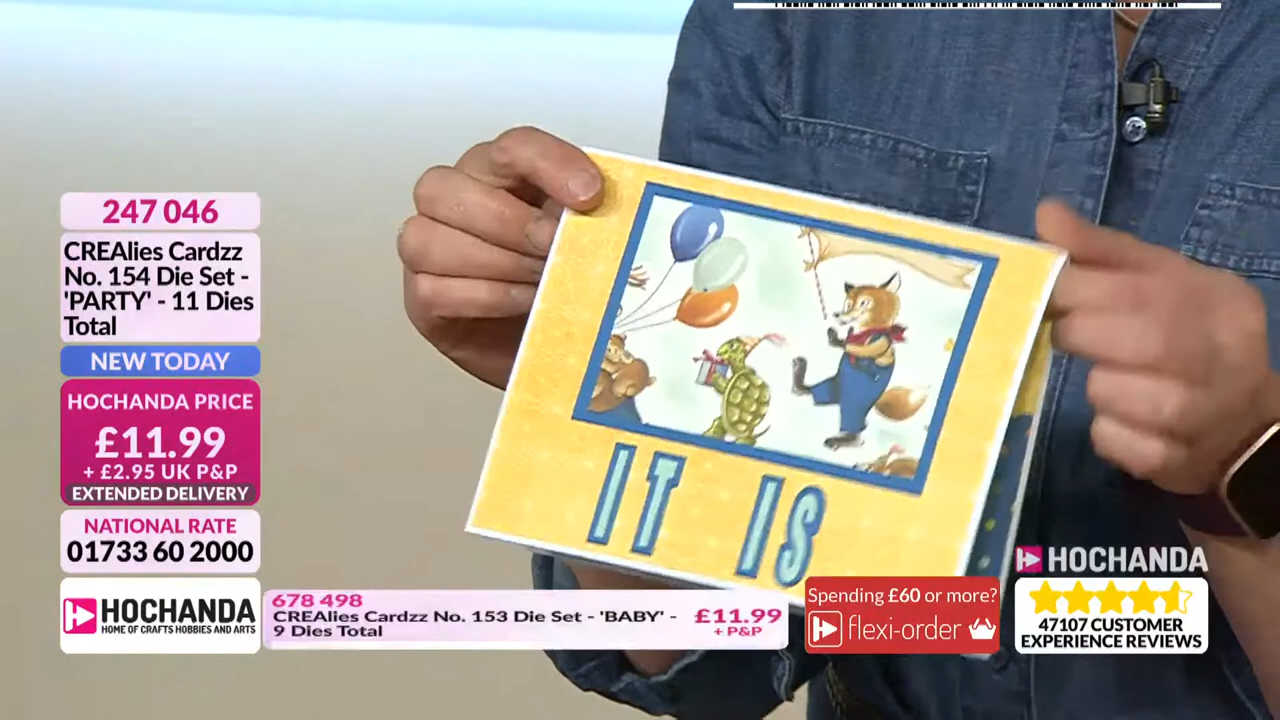 247 046
CREAlies Cardzz
No. 154 Die Set -
'PARTY' - 11 Dies
Total
NEW TODAY
HOCHANDA PRICE
£11.99
+ £2.95 UK P&P
EXTENDED DELIVERY
NATIONAL RATE
01733 60 2000
HOCHANDA
HOME OF CRAFTS HOBBIES AND ARTS
678 498
CREAlies Cardzz No. 153 Die Set - 'BABY' -
9 Dies Total
£11.99
+ P&P
IT IS
Spending £60 or more?
flexi-order
HOCHANDA
47107 CUSTOMER
EXPERIENCE REVIEWS